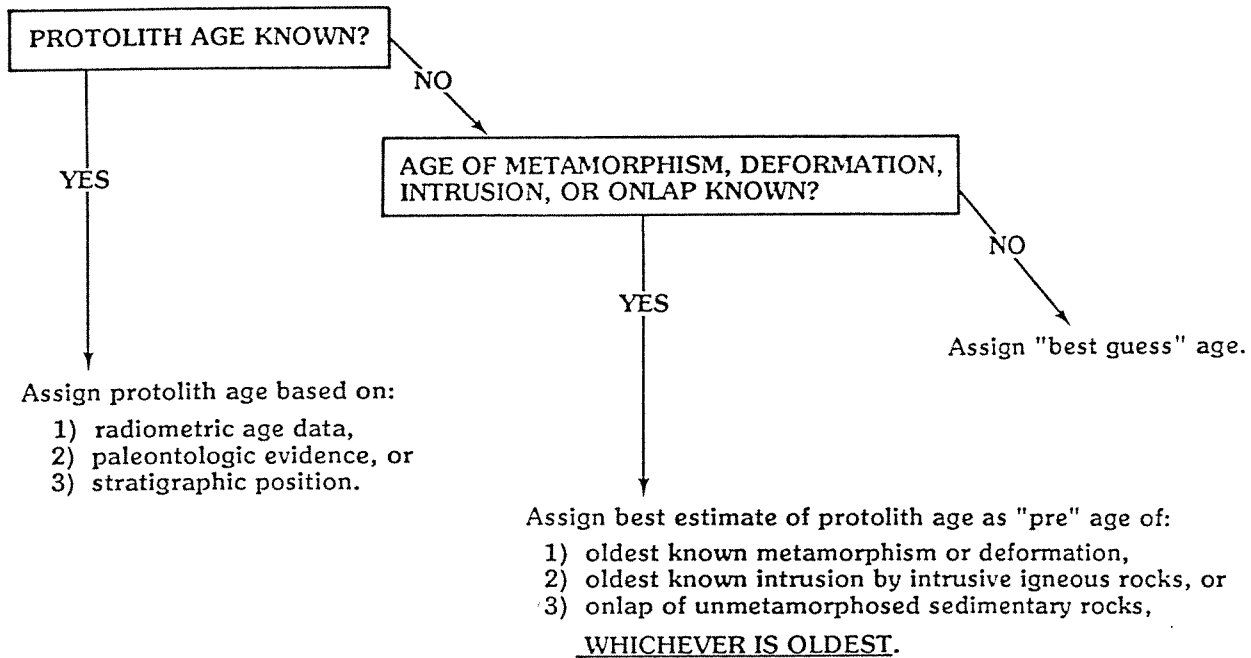 PROTOLITH AGE KNOWN?
NO
YES
AGE OF METAMORPHISM, DEFORMATION,
INTRUSION, OR ONLAP KNOWN?
NO
YES
Assign "best guess" age.
Assign protolith age based on:
1) radiometric age data,
2) paleontologic evidence, or
3) stratigraphic position.
Assign best estimate of protolith age as "pre" age of:
1) oldest known metamorphism or deformation,
2) oldest known intrusion by intrusive igneous rocks, or
3) onlap of unmetamorphosed sedimentary rocks,
WHICHEVER IS OLDEST.